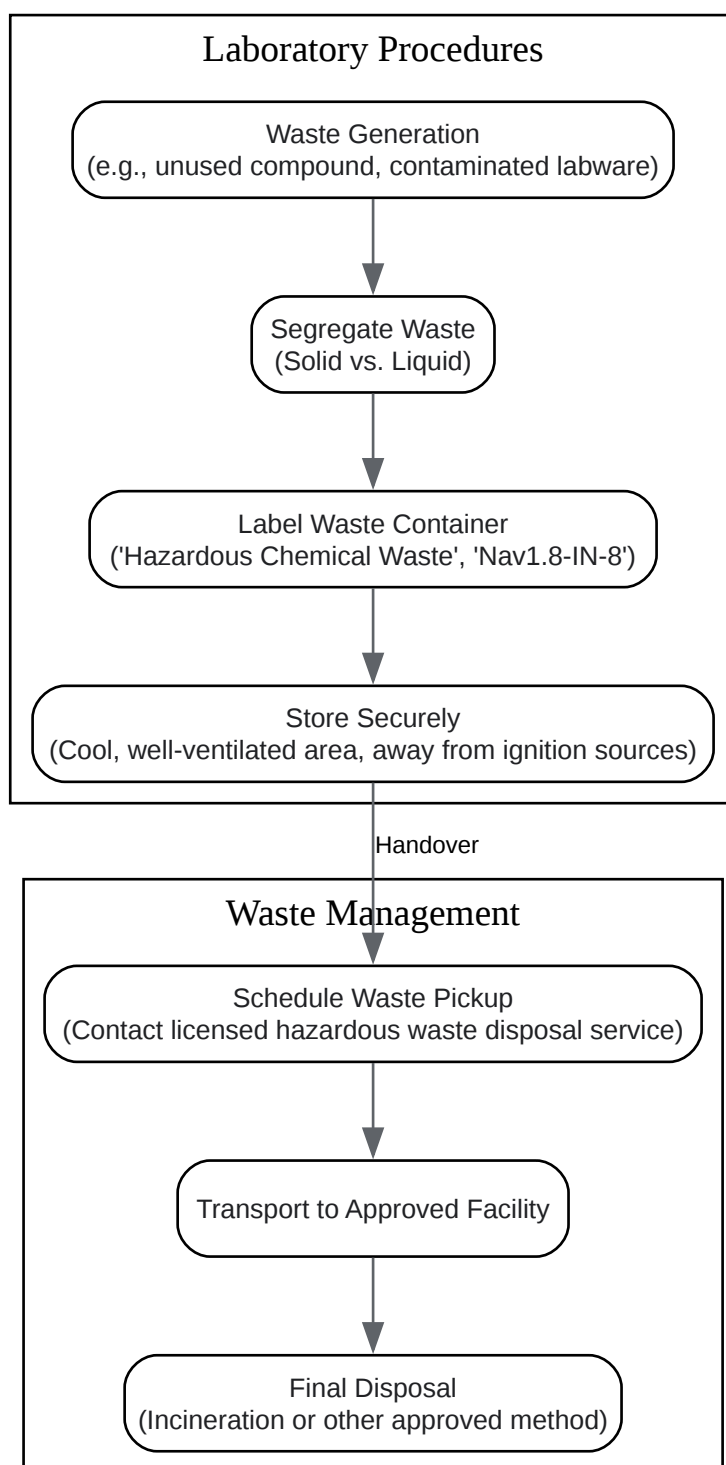 Laboratory Procedures
Waste Generation
(e.g., unused compound, contaminated labware)
Segregate Waste
(Solid vs. Liquid)
Label Waste Container
('Hazardous Chemical Waste', 'Nav1.8-IN-8')
Store Securely
(Cool, well-ventilated area, away from ignition sources)
Handover
Waste Management
Schedule Waste Pickup
(Contact licensed hazardous waste disposal service)
Transport to Approved Facility
Final Disposal
(Incineration or other approved method)